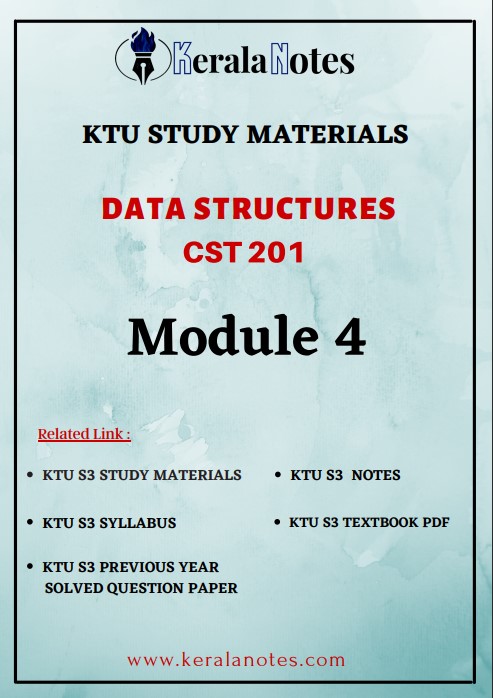 KeralaNotes
KTU STUDY MATERIALS
DATA STRUCTURES
CST 201
Module 4
Related Link :
• KTU S3 STUDY MATERIALS
• KTU S3 NOTES
• KTU S3 SYLLABUS
• KTU S3 TEXTBOOK PDF
• KTU S3 PREVIOUS YEAR
SOLVED QUESTION PAPER
www.keralanotes.com